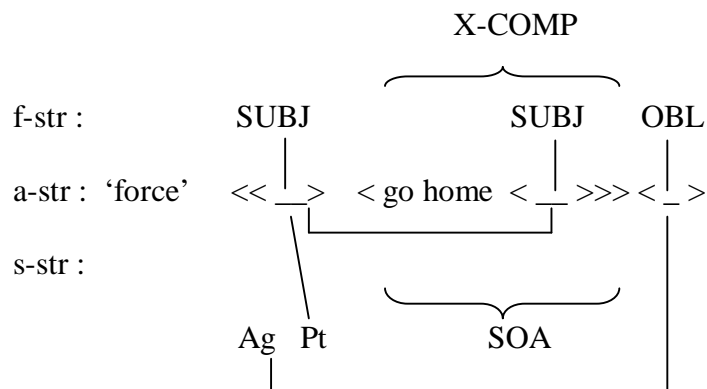 X-COMP
f-str : SUBJ SUBJ OBL
a-str : ‘force’ << __> < go home < __ >>> < _ >
s-str :
Ag Pt SOA